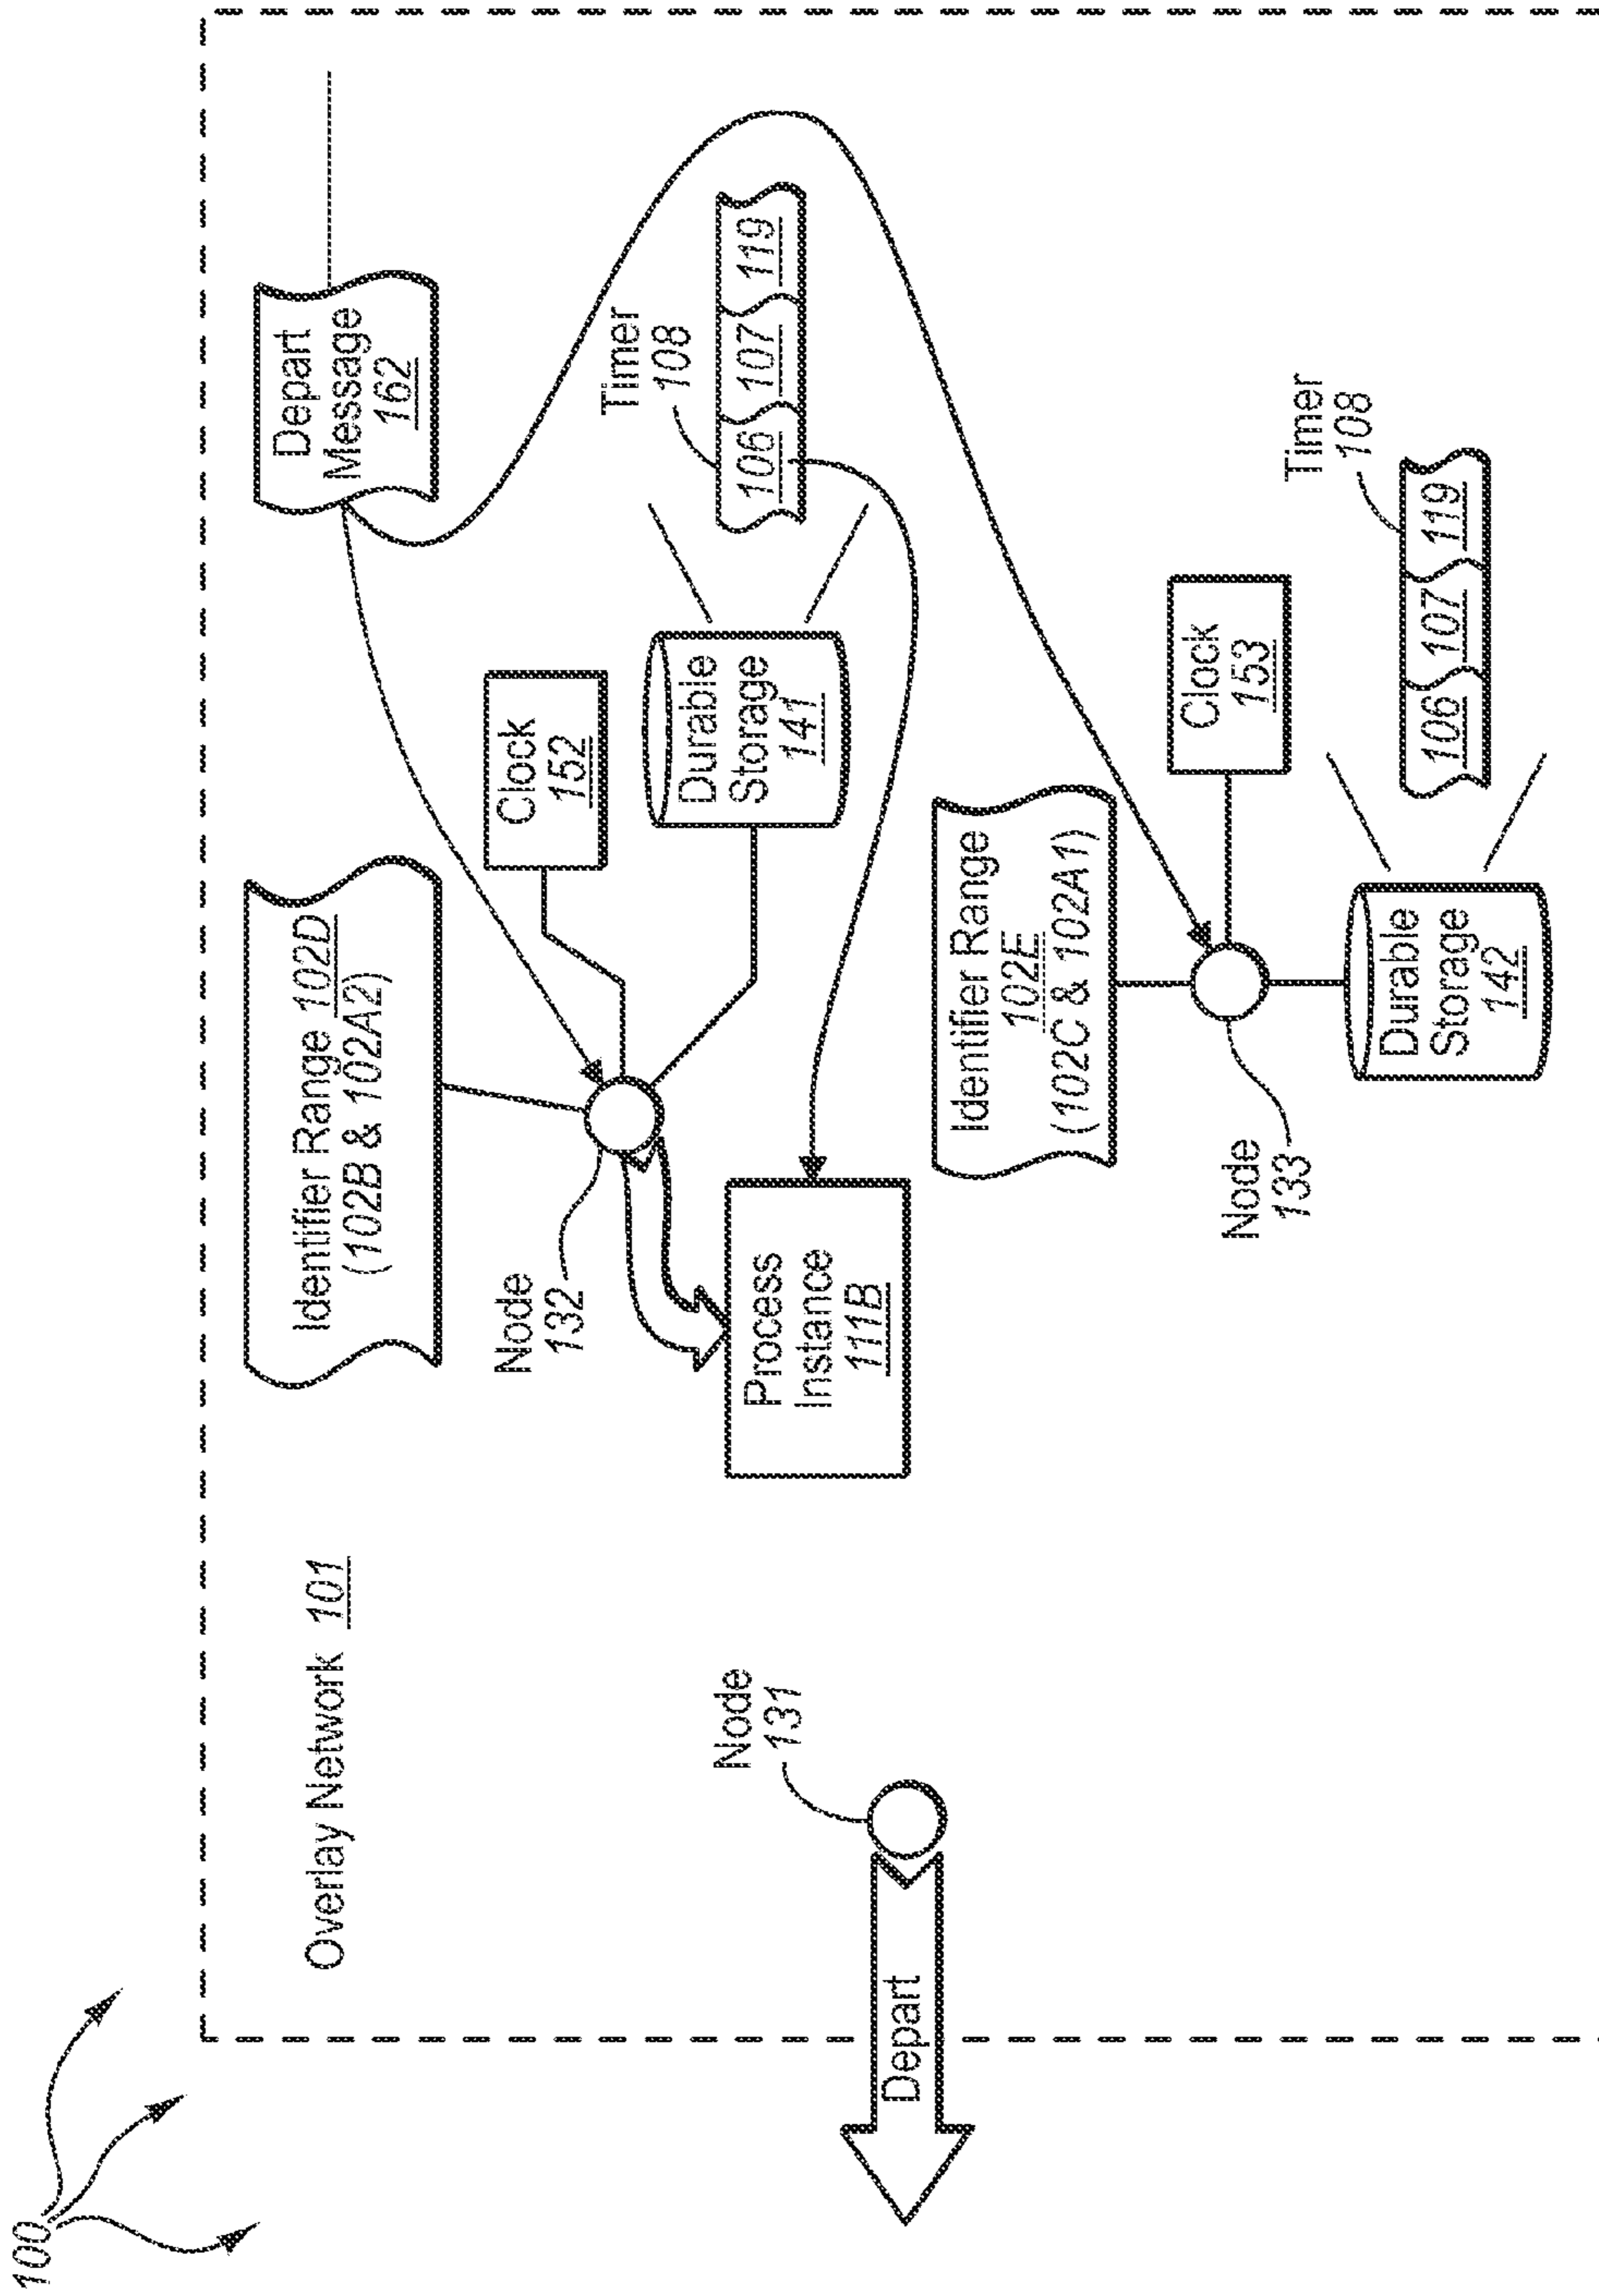 100
Overlay Network 101
Depart
Node
131
Identifier Range 102D
(102B & 102A2)
Node
132
Process
Instance
111B
Clock
152
Durable
Storage
141
Depart
Message
162
Timer
108
106 107 119
Identifier Range
102E
(102C & 102A1)
Node
133
Clock
153
Durable
Storage
142
Timer
108
106 107 119